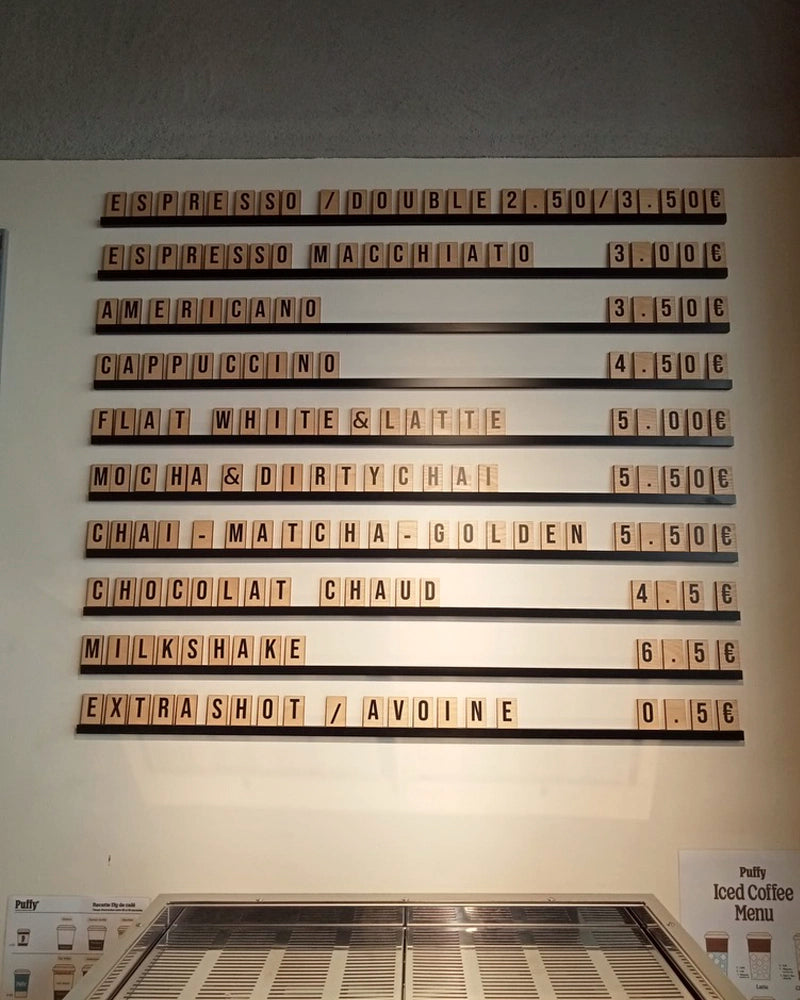 ESPRESSO /DOUBLE 2.50/3.50€
ESPRESSO MACCHIATO 3.00€
AMERICANO 3.50€
CAPPUCCINO 4.50€
FLAT WHITE&LATTE 5.00€
MOCHA & DIRTYCHAI 5.50€
CHAI - MATCHA-GOLDEN 5.50€
CHOCOLAT CHAUD 4.5€
MILKSHAKE 6.5€
EXTRA SHOT / AVOINE 0.5€
Puffy
Puffy
Iced Coffee
Menu
Latte